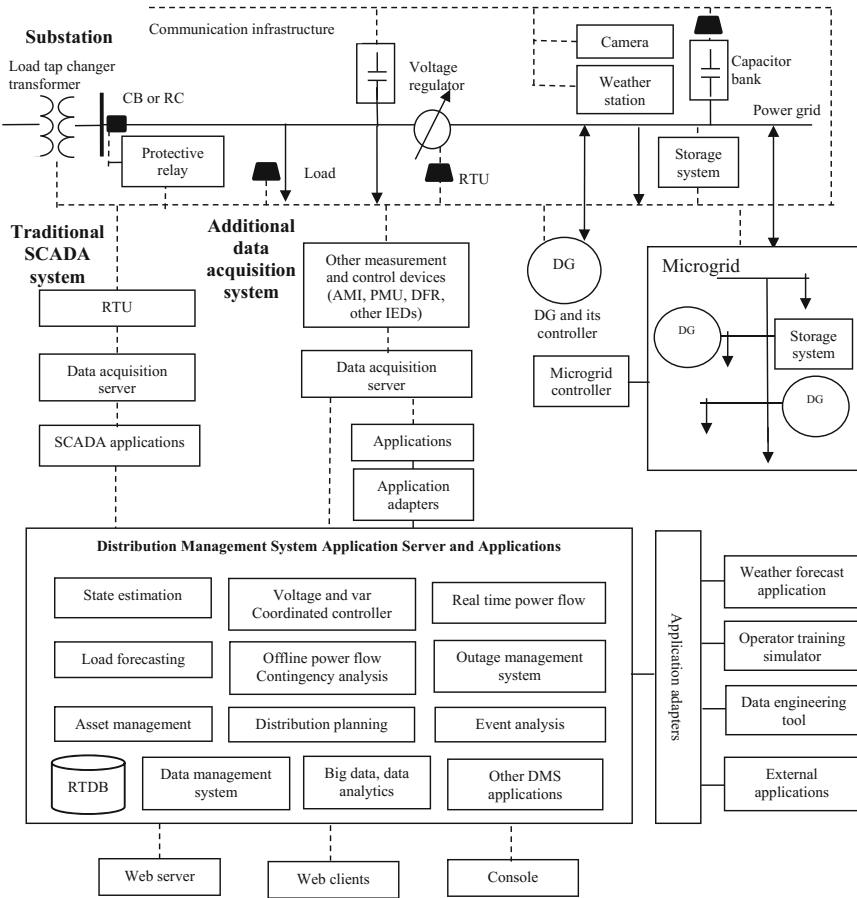 Communication infrastructure
Substation
Load tap changer
transformer
CB or RC
Protective
relay
Voltage
regulator
Camera
Weather
station
Capacitor
bank
Power grid
Load
RTU
Storage
system
Traditional
SCADA
system
Additional
data
acquisition
system
RTU
Data acquisition
server
SCADA applications
Other measurement
and control devices
(AMI, PMU, DFR,
other IEDs)
Data acquisition
server
Applications
Application
adapters
DG
DG and its
controller
Microgrid
controller
Microgrid
DG
Storage
system
DG
Distribution Management System Application Server and Applications
State estimation
Voltage and var
Coordinated controller
Real time power flow
Load forecasting
Offline power flow
Contingency analysis
Outage management
system
Asset management
Distribution planning
Event analysis
RTDB
Data management
system
Big data, data
analytics
Other DMS
applications
Application adapters
Weather forecast
application
Operator training
simulator
Data engineering
tool
External
applications
Web server
Web clients
Console